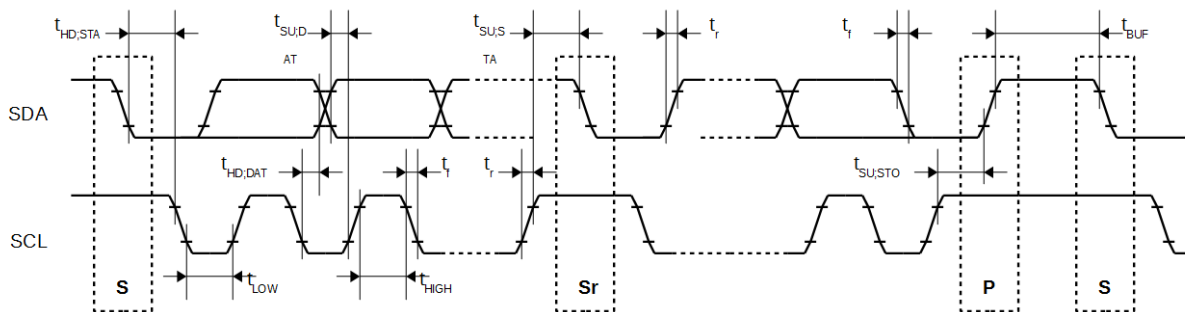 tHD;STA
tSU;D
AT
tSU;S
TA
tr
tf
tBUF
SDA
tHD;DAT
tf
tr
tSU;STO
SCL
tLOW
tHIGH
S
Sr
P
S